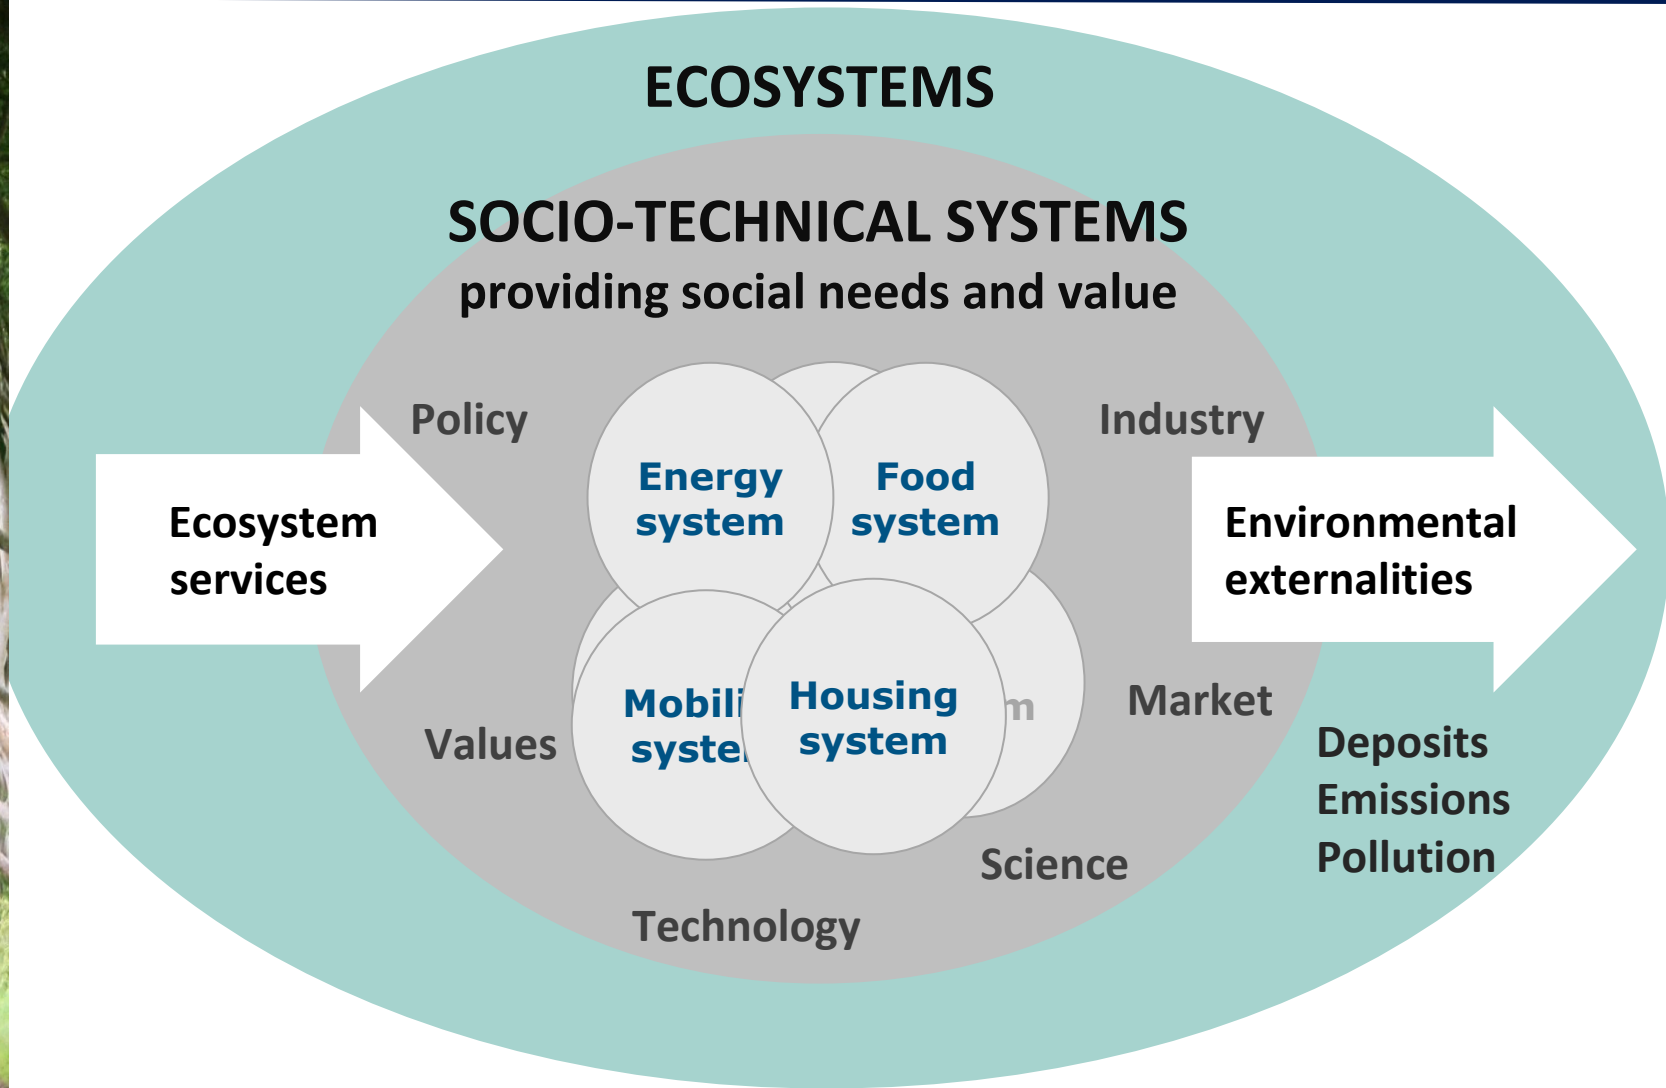 ECOSYSTEMS
SOCIO-TECHNICAL SYSTEMS
providing social needs and value
Policy
Industry
Energy
system
Food
system
Ecosystem
services
Environmental
externalities
Housing
system
Market
Values
Deposits
Emissions
Pollution
Science
Technology